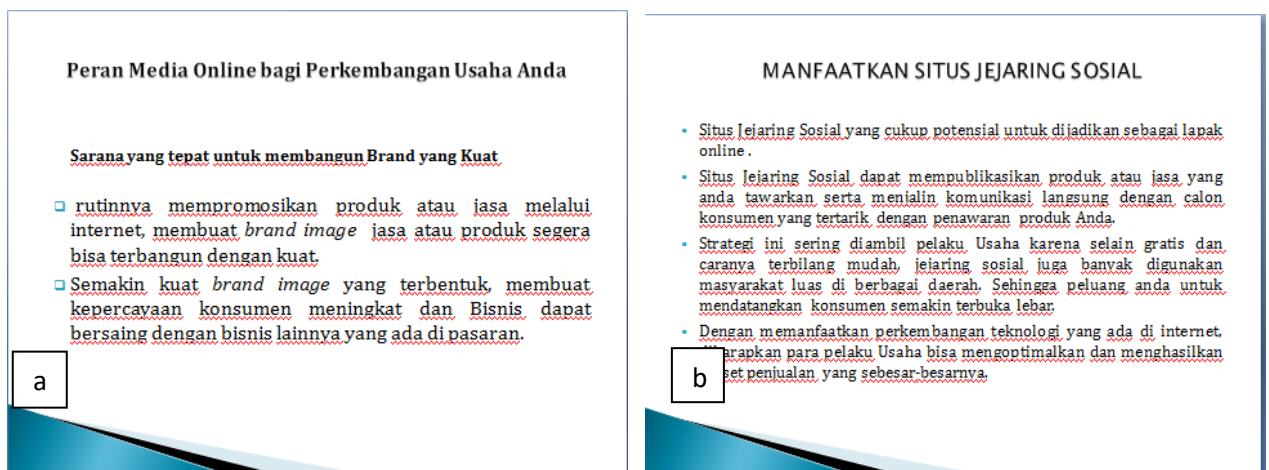 Peran Media Online bagi Perkembangan Usaha Anda
Sarana yang tepat untuk membangun Brand yang Kuat
rutinnya mempromosikan produk atau jasa melalui
internet, membuat brand image jasa atau produk segera
bisa terbangun dengan kuat.
Semakin kuat brand image yang terbentuk, membuat
kepercayaan konsumen meningkat dan Bisnis dapat
bersaing dengan bisnis lainnya yang ada di pasaran.
a
MANFAATKAN SITUS JEJARING SOSIAL
Situs Jejaring Sosial yang cukup potensial untuk dijadikan sebagai lapak
online .
Situs Jejaring Sosial dapat mempublikasikan produk atau jasa yang
anda tawarkan serta menjalin komunikasi langsung dengan calon
konsumen yang tertarik dengan penawaran produk Anda.
Strategi ini sering diambil pelaku Usaha karena selain gratis dan
caranya terbilang mudah, jejaring sosial juga banyak digunakan
masyarakat luas di berbagai daerah. Sehingga peluang anda untuk
mendatangkan konsumen semakin terbuka lebar.
Dengan memanfaatkan perkembangan teknologi yang ada di internet,
para pelaku Usaha bisa mengoptimalkan dan menghasilkan
penjualan yang sebesar-besarnya.
b